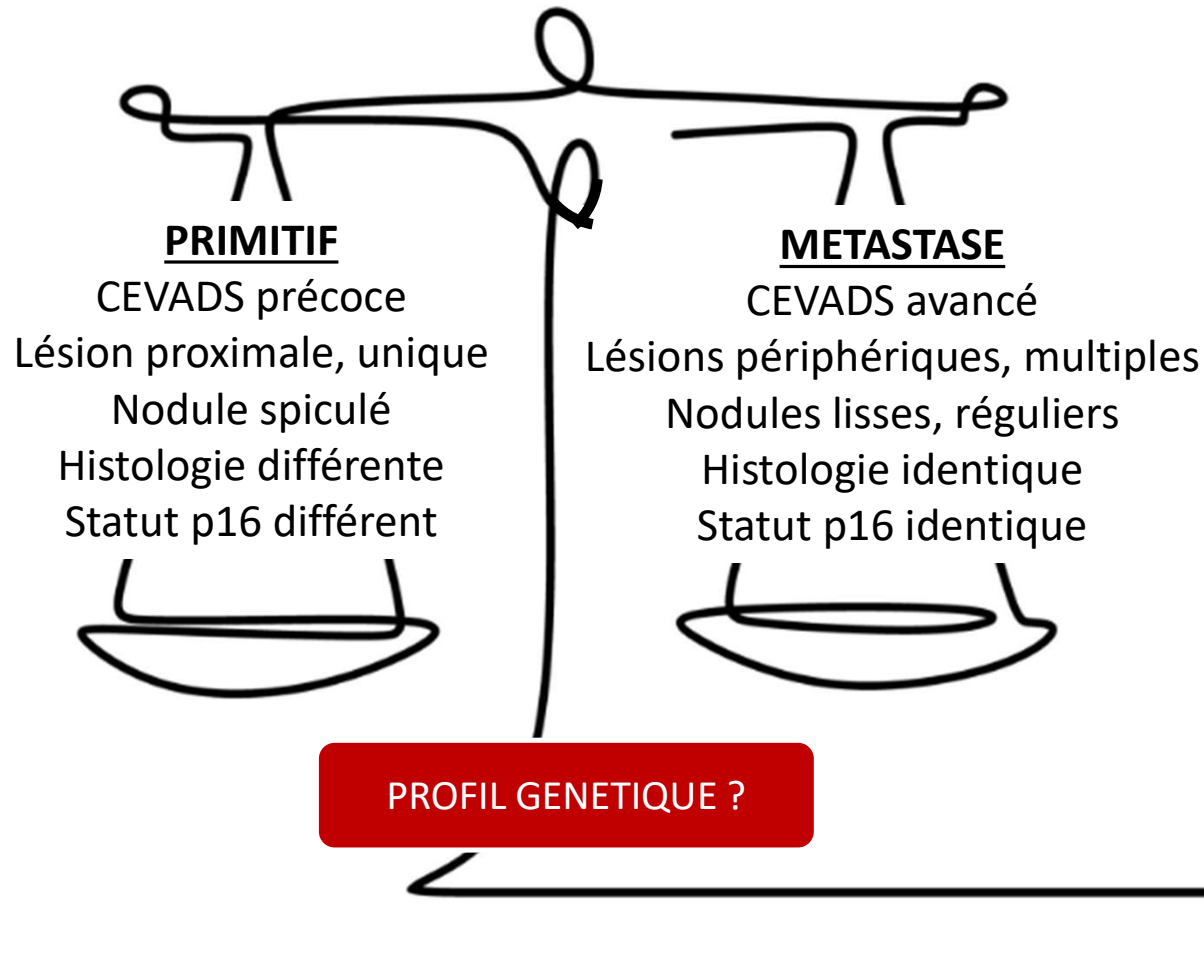 PRIMITIF
CEVADS précoce
Lésion proximale, unique
Nodule spiculé
Histologie différente
Statut p16 différent
METASTASE
CEVADS avancé
Lésions périphériques, multiples
Nodules lisses, réguliers
Histologie identique
Statut p16 identique
PROFIL GENETIQUE ?